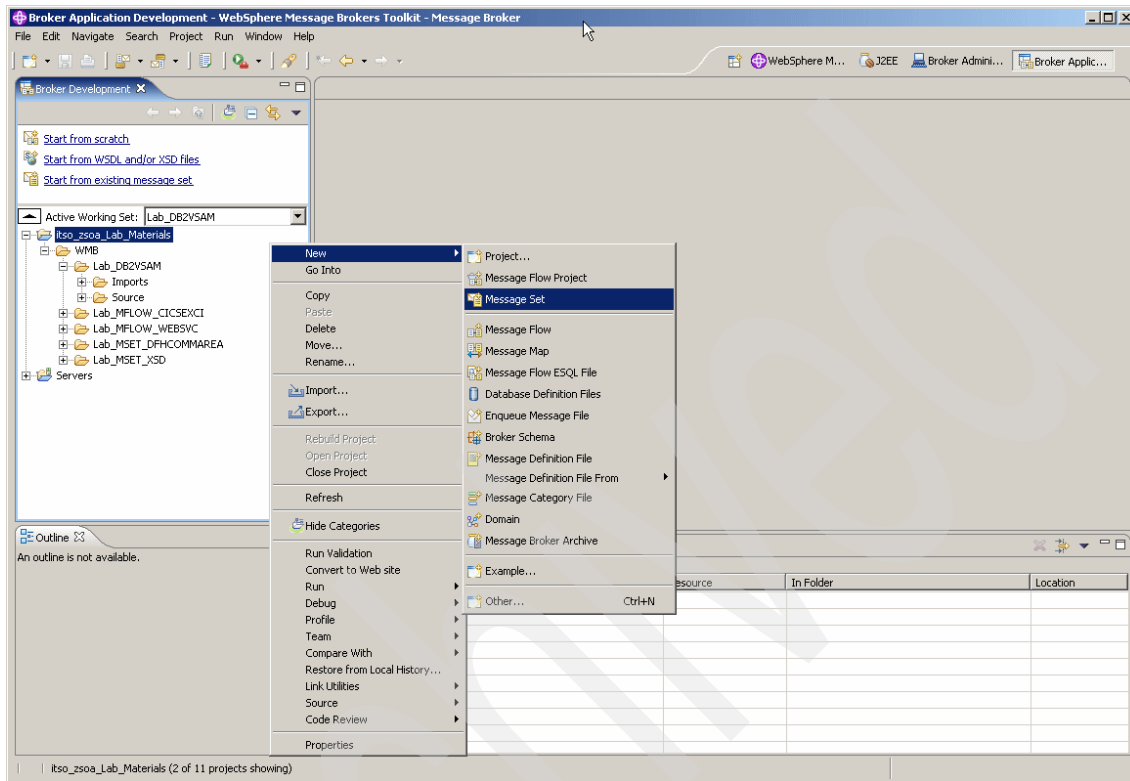 Broker Application Development - WebSphere Message Brokers Toolkit - Message Broker
File Edit Navigate Search Project Run Window Help
WebSphere M... J2EE Broker Admini... Broker Applic...
Broker Development
Start from scratch
Start from WSDL and/or XSD files
Start from existing message set
Active Working Set: Lab_DB2VSAM
itso_zsoa_Lab_Materials
WMB
Lab_DB2VSAM
Imports
Source
Lab_MFLOW_CICSEXCI
Lab_MFLOW_WEBSVC
Lab_MSET_DFHCOMMAREA
Lab_MSET_XSD
Servers
New
Go Into
Copy
Paste
Delete
Move...
Rename...
Import...
Export...
Rebuild Project
Open Project
Close Project
Refresh
Hide Categories
Run Validation
Convert to Web site
Run
Debug
Profile
Team
Compare With
Restore from Local History...
Link Utilities
Source
Code Review
Properties
Project...
Message Flow Project
Message Set
Message Flow
Message Map
Message Flow ESQL File
Database Definition Files
Enqueue Message File
Broker Schema
Message Definition File
Message Definition File From
Message Category File
Domain
Message Broker Archive
Example...
Other... Ctrl+N
Outline
An outline is not available.
esource In Folder Location
itso_zsoa_Lab_Materials (2 of 11 projects showing)